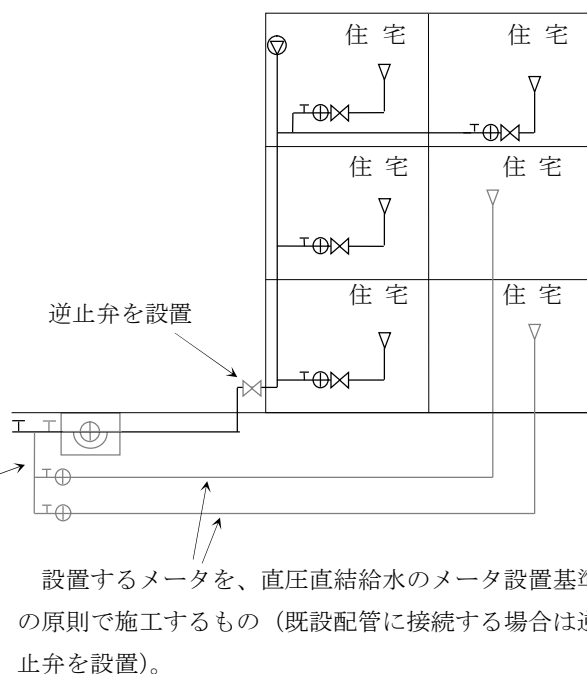 住 宅 住 宅
住 宅 住 宅
住 宅 住 宅
逆止弁を設置
設置するメータを、直圧直結給水のメータ設置基準
の原則で施工するもの（既設配管に接続する場合は逆
止弁を設置）。